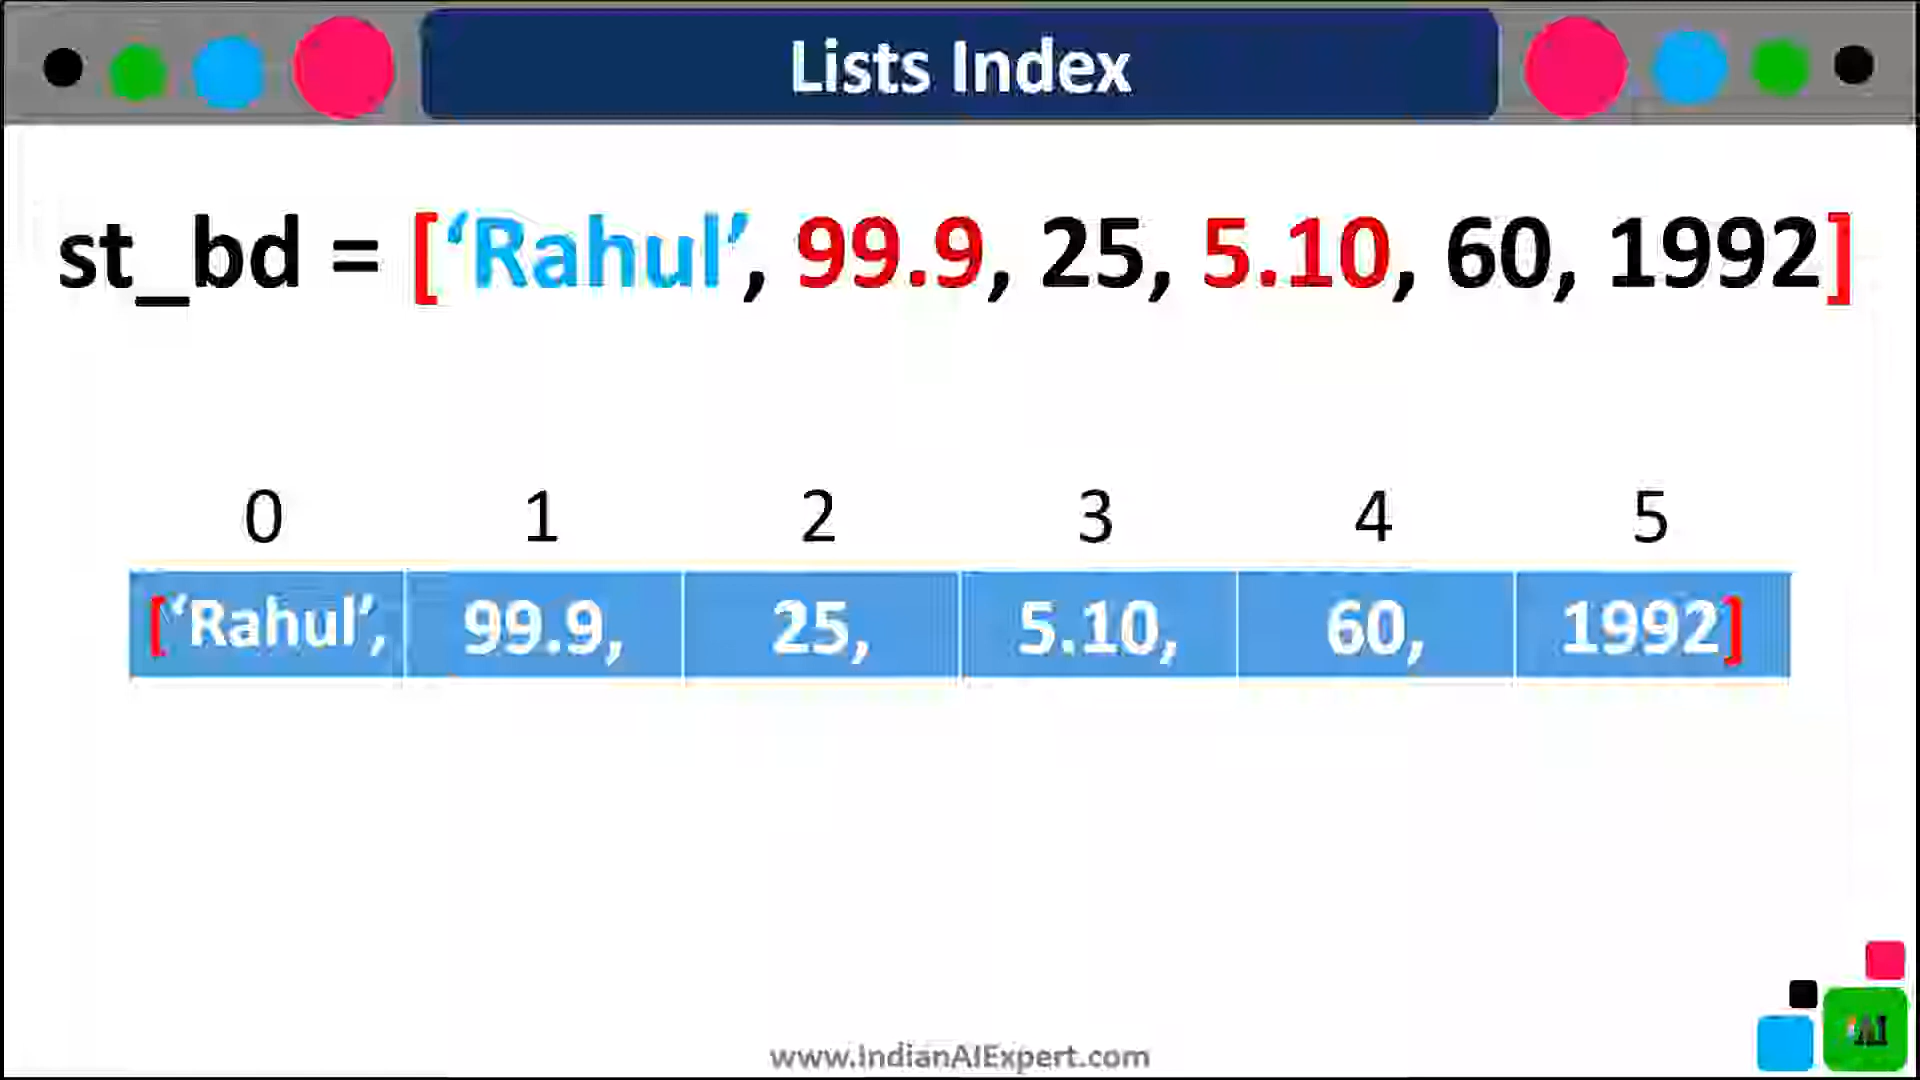 Lists Index
st_bd = [‘Rahul’, 99.9, 25, 5.10, 60, 1992]
0 1 2 3 4 5
[‘Rahul’, 99.9, 25, 5.10, 60, 1992]
www.IndianAIExpert.com
AI